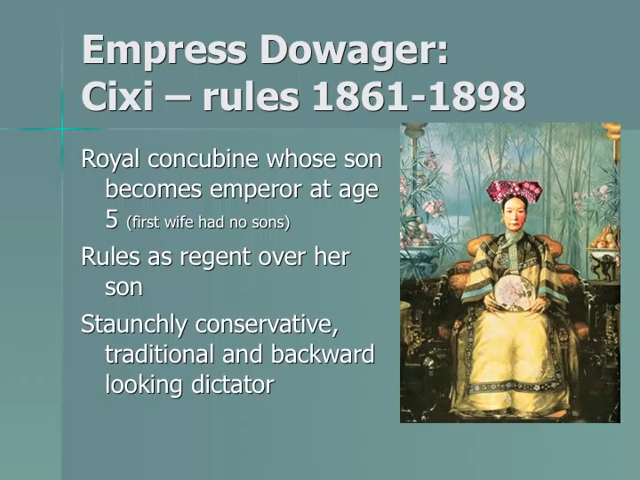 Empress Dowager:
Cixi – rules 1861-1898
Royal concubine whose son
becomes emperor at age
5 (first wife had no sons)
Rules as regent over her
son
Staunchly conservative,
traditional and backward
looking dictator